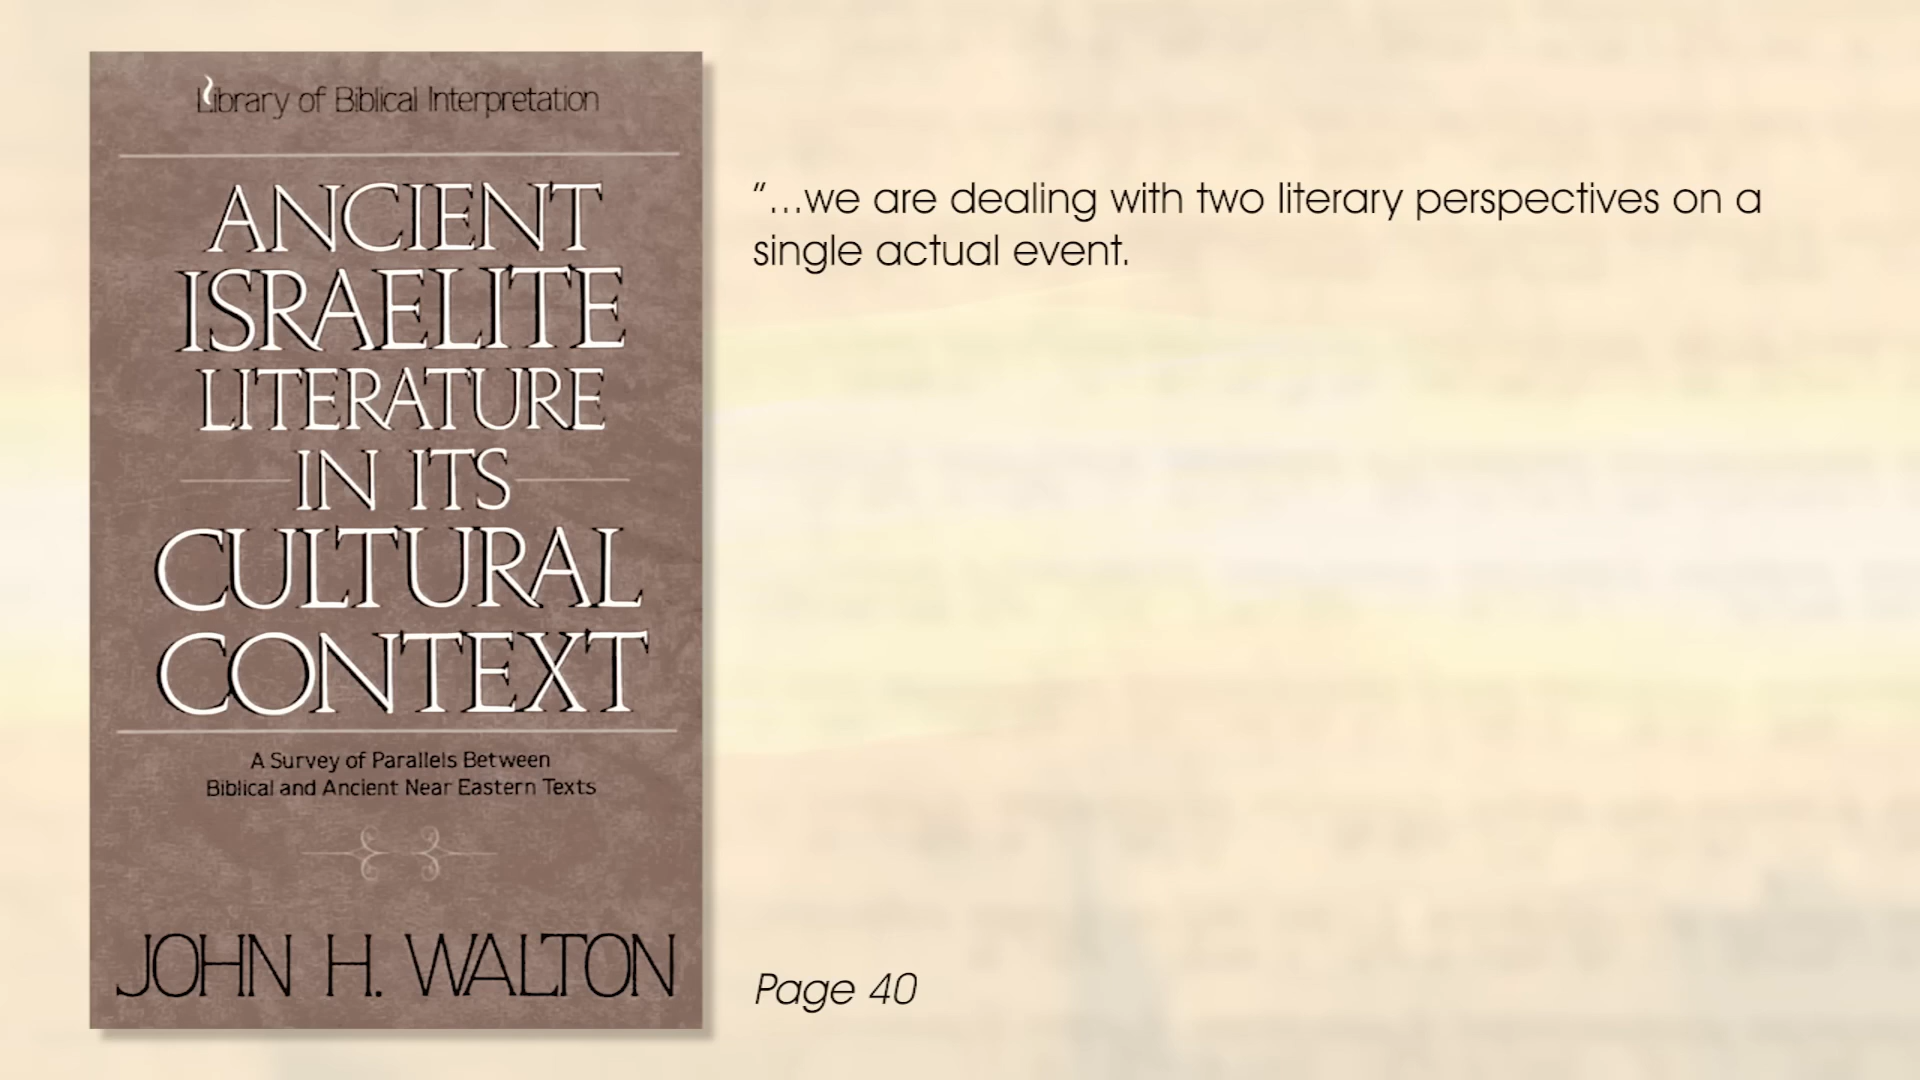 Library of Biblical Interpretation
ANCIENT
ISRAELITE
LITERATURE
IN ITS
CULTURAL
CONTEXT
A Survey of Parallels Between
Biblical and Ancient Near Eastern Texts
JOHN H. WALTON
"...we are dealing with two literary perspectives on a
single actual event.
Page 40